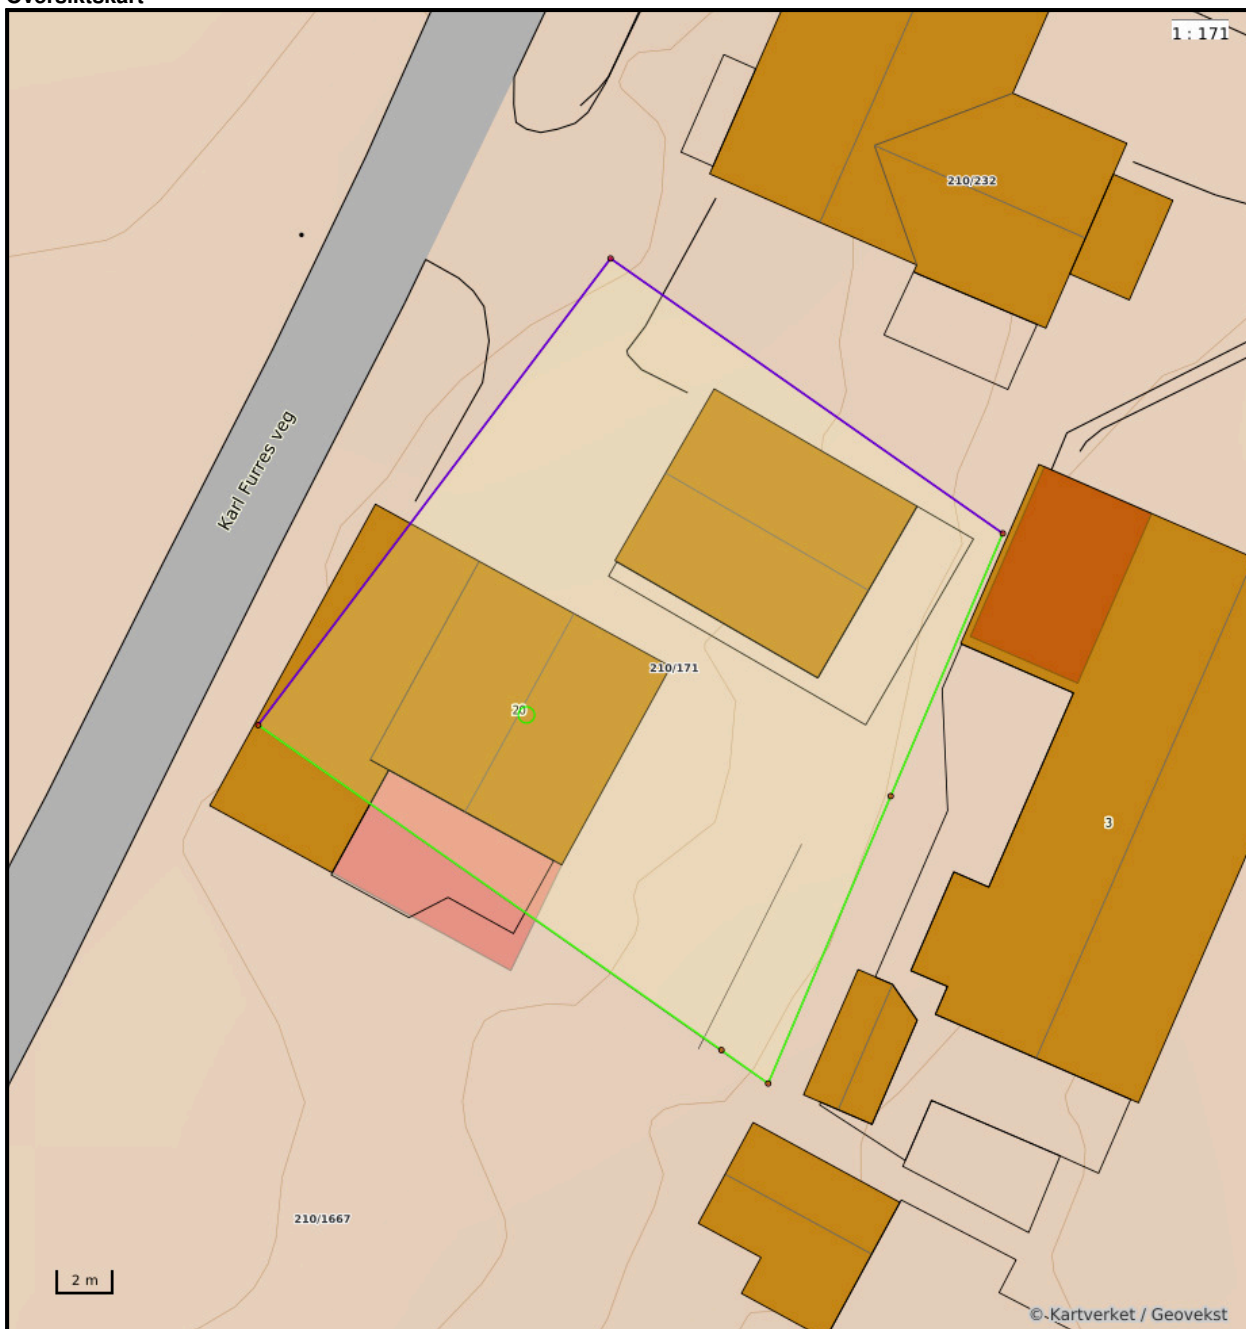 Oversiktskart
1 : 171
210/232
Karl Furres veg
210/171
20
3
210/1667
2 m
© Kartverket / Geovekst